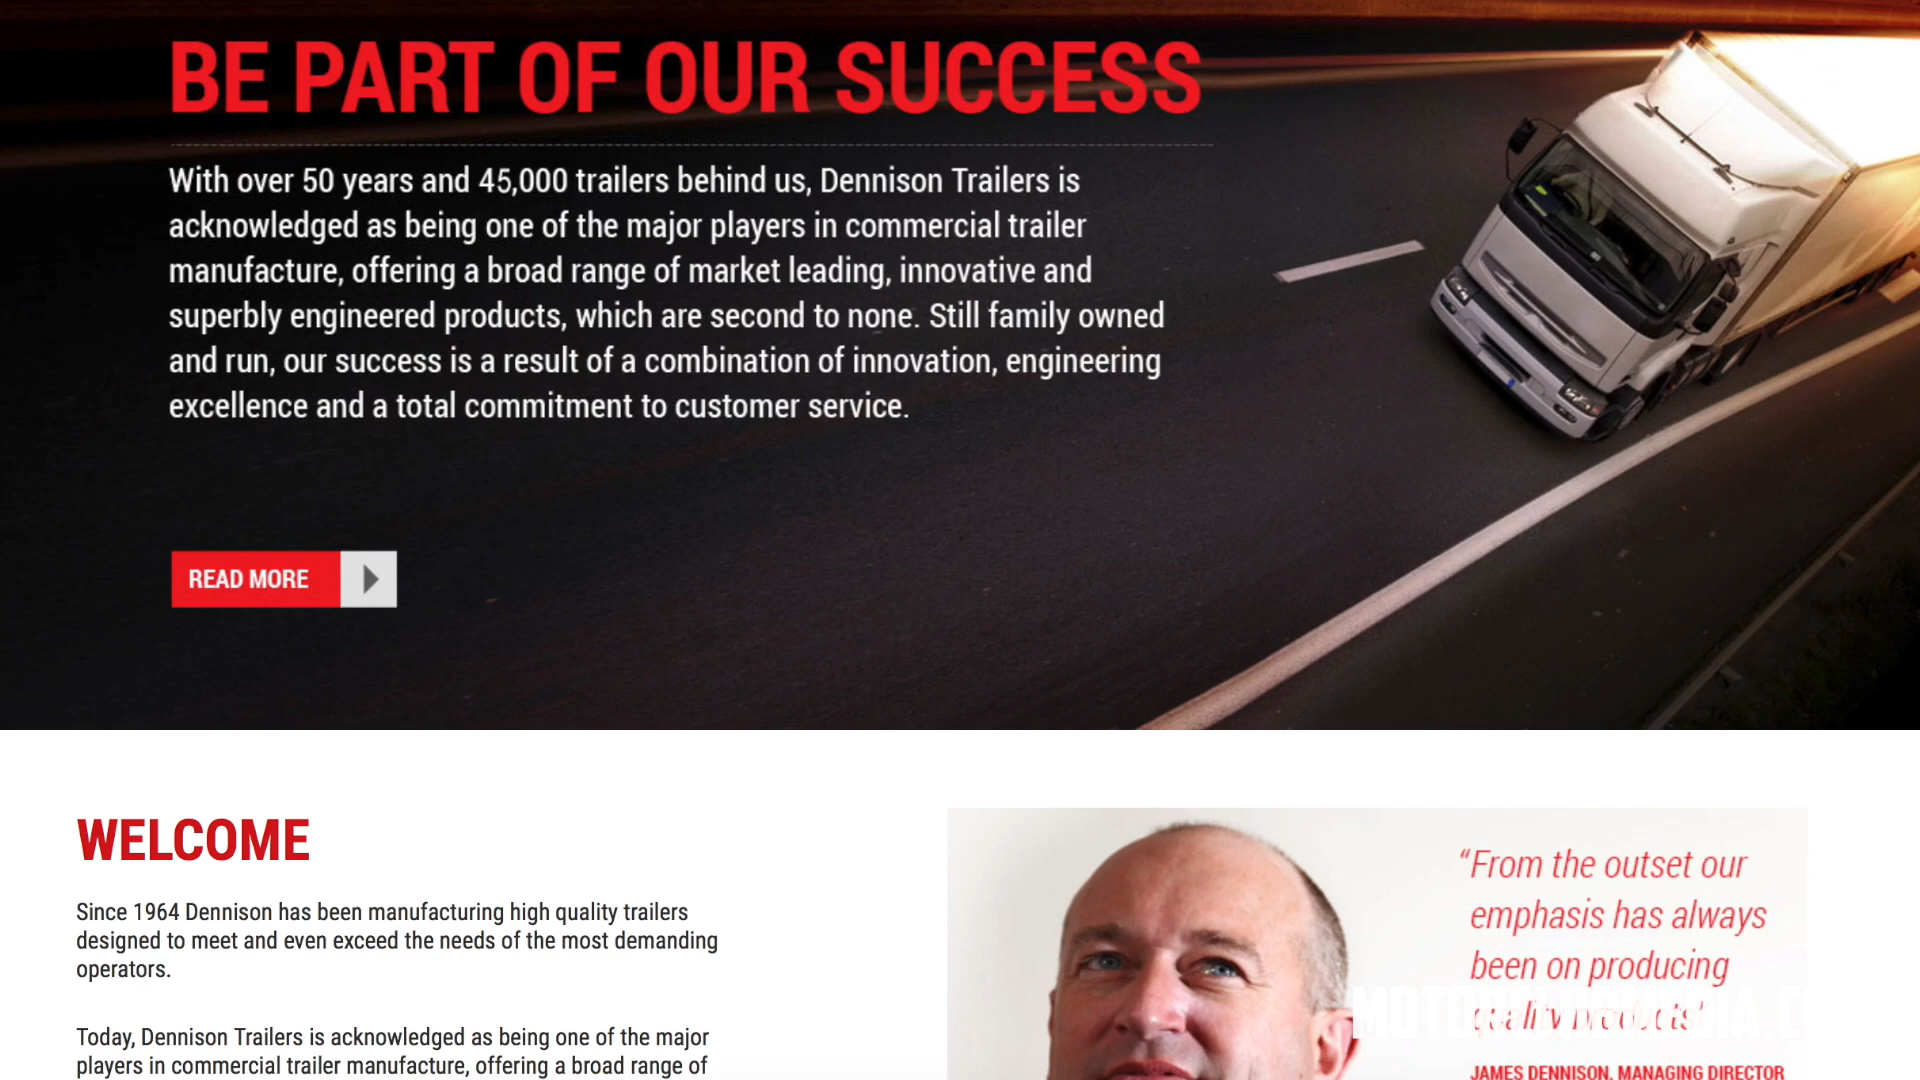 BE PART OF OUR SUCCESS
With over 50 years and 45,000 trailers behind us, Dennison Trailers is
acknowledged as being one of the major players in commercial trailer
manufacture, offering a broad range of market leading, innovative and
superbly engineered products, which are second to none. Still family owned
and run, our success is a result of a combination of innovation, engineering
excellence and a total commitment to customer service.
READ MORE
WELCOME
Since 1964 Dennison has been manufacturing high quality trailers
designed to meet and even exceed the needs of the most demanding
operators.
Today, Dennison Trailers is acknowledged as being one of the major
players in commercial trailer manufacture, offering a broad range of
“From the outset our
emphasis has always
been on producing
quality products”
JAMES DENNISON, MANAGING DIRECTOR